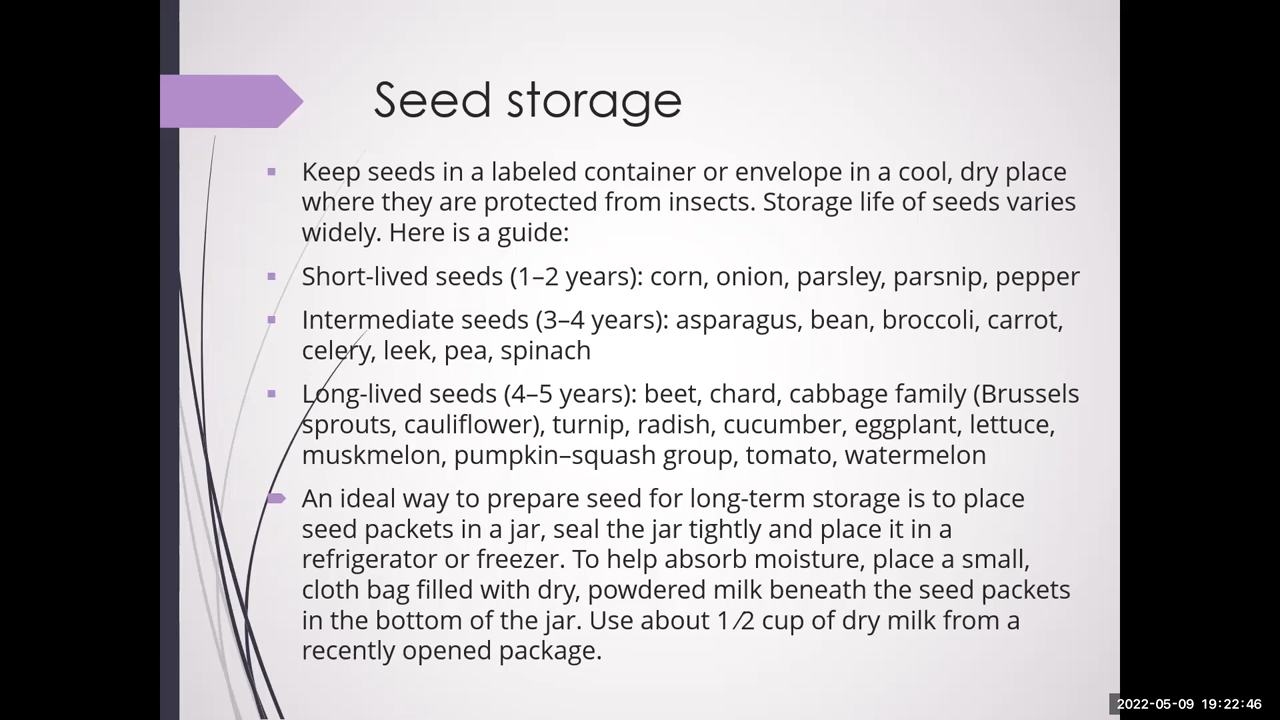 Seed storage
Keep seeds in a labeled container or envelope in a cool, dry place
where they are protected from insects. Storage life of seeds varies
widely. Here is a guide:
Short-lived seeds (1–2 years): corn, onion, parsley, parsnip, pepper
Intermediate seeds (3–4 years): asparagus, bean, broccoli, carrot,
celery, leek, pea, spinach
Long-lived seeds (4–5 years): beet, chard, cabbage family (Brussels
sprouts, cauliflower), turnip, radish, cucumber, eggplant, lettuce,
muskmelon, pumpkin–squash group, tomato, watermelon
An ideal way to prepare seed for long-term storage is to place
seed packets in a jar, seal the jar tightly and place it in a
refrigerator or freezer. To help absorb moisture, place a small,
cloth bag filled with dry, powdered milk beneath the seed packets
in the bottom of the jar. Use about 1⁄2 cup of dry milk from a
recently opened package.
2022-05-09 19:22:46